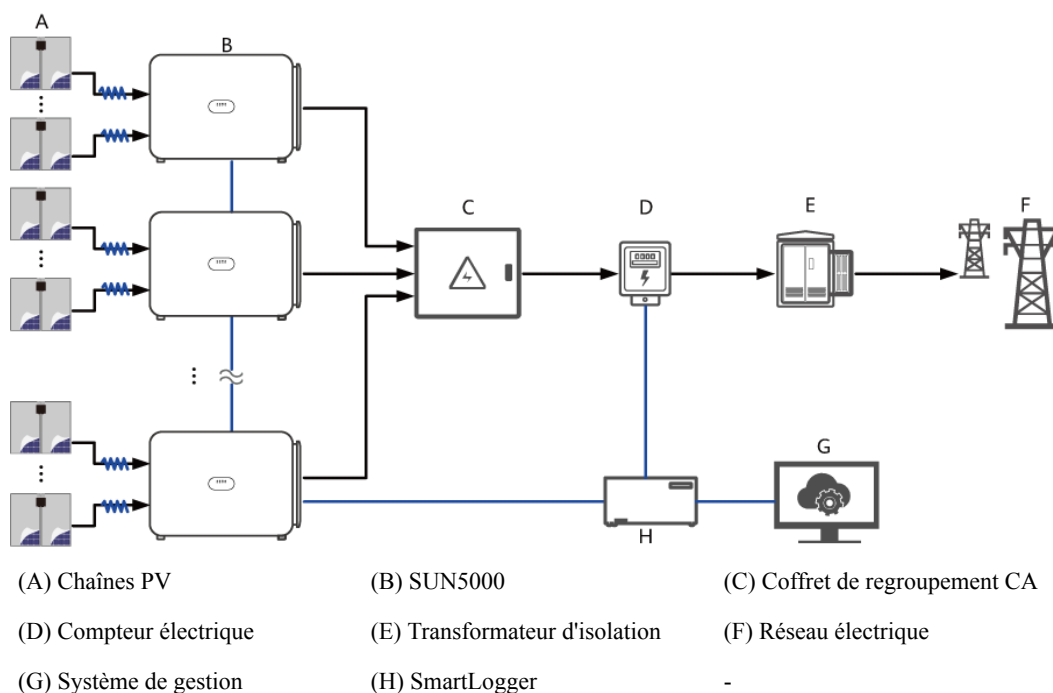 A
B
C
D
E
F
G
H
(A) Chaînes PV (B) SUN5000 (C) Coffret de regroupement CA
(D) Compteur électrique (E) Transformateur d'isolation (F) Réseau électrique
(G) Système de gestion (H) SmartLogger -